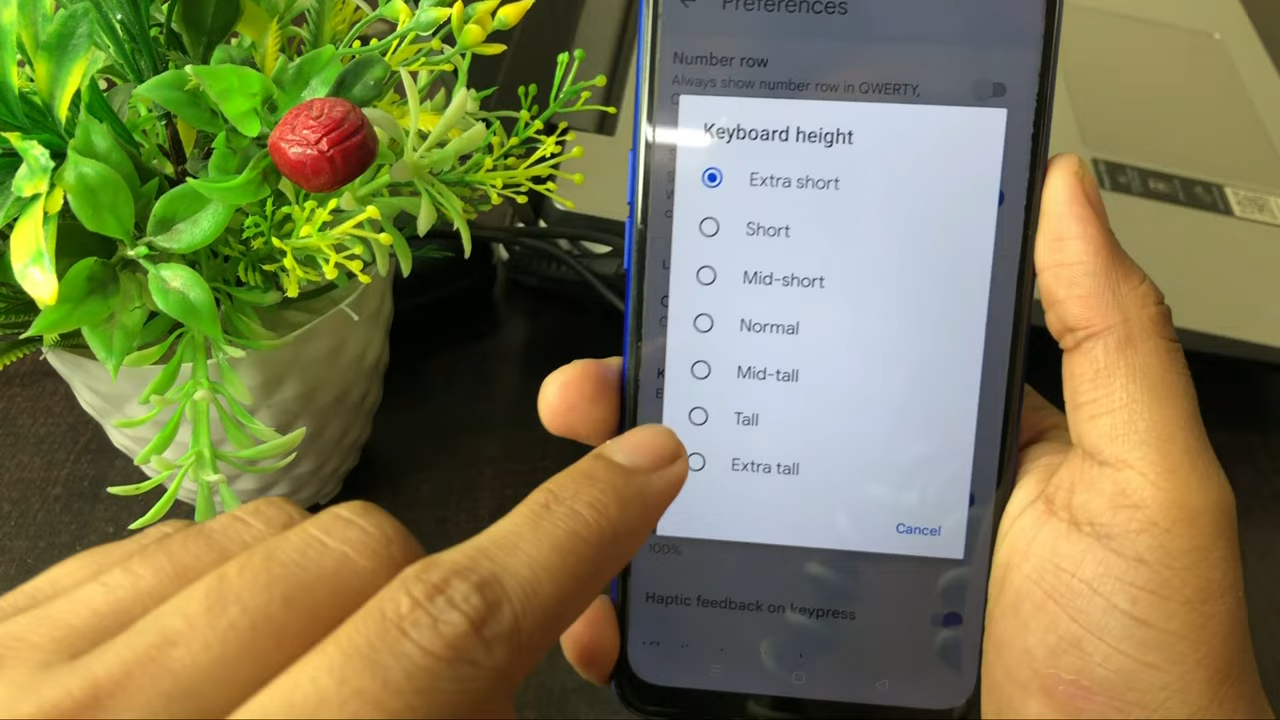 Preferences
Number row
Always show number row in QWERTY,
Keyboard height
Extra short
Short
Mid-short
Normal
Mid-tall
Tall
Extra tall
Cancel
100%
Haptic feedback on keypress